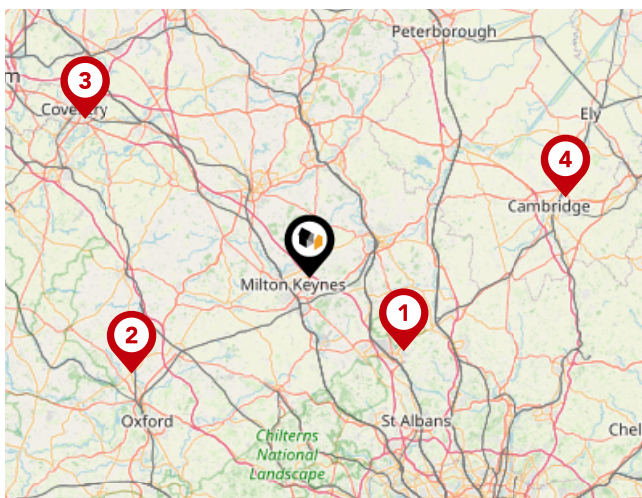 Peterborough
m
3
Coventry
Ely
4
Cambridge
Milton Keynes
1
2
Oxford
St Albans
Chel
Chilterns
National
Landscape